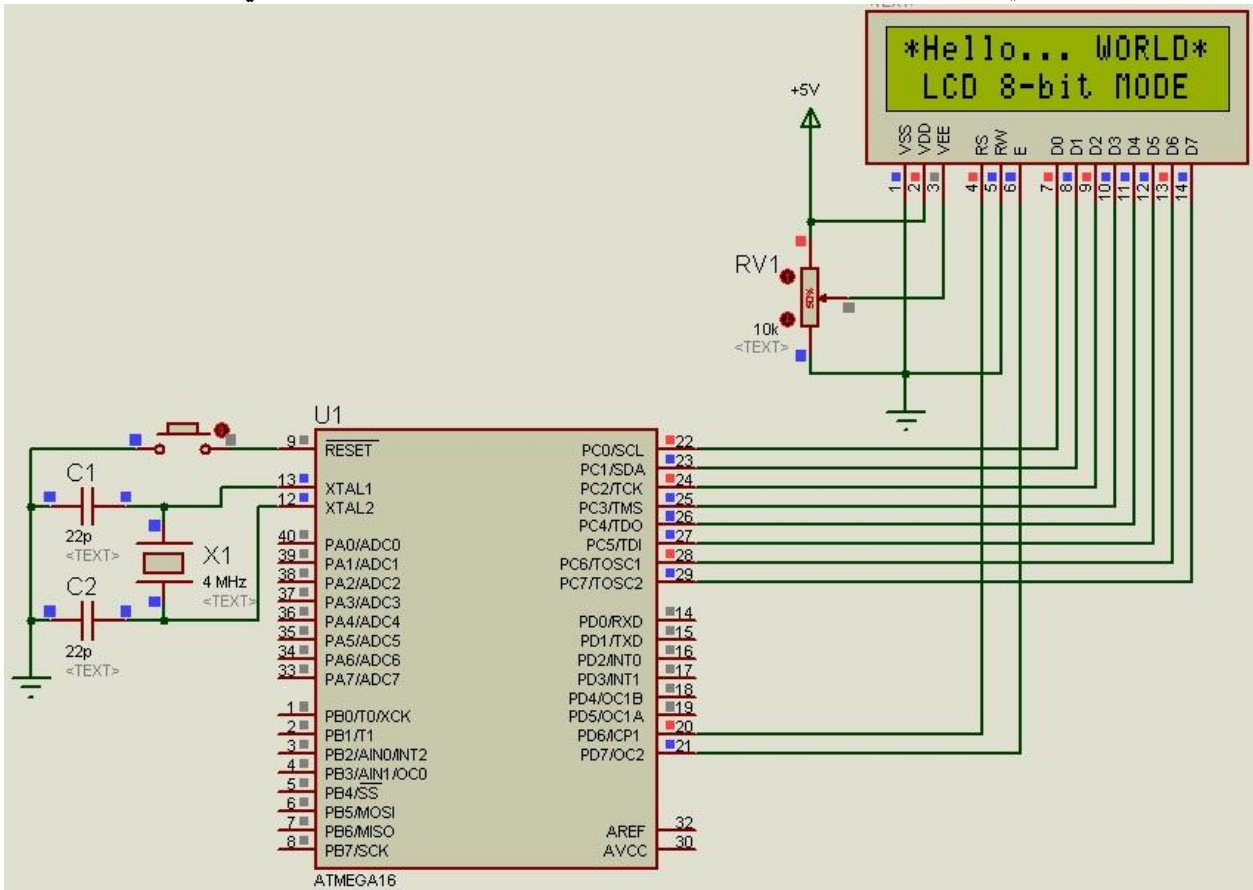 *Hello... WORLD*
LCD 8-bit MODE
+5V
VSS
VDD
VEE
RS
RW
E
D0
D1
D2
D3
D4
D5
D6
D7
1
2
3
4
5
6
7
8
9
10
11
12
13
14
RV1
50%
10k
<TEXT>
U1
9 RESET
13 XTAL1
12 XTAL2
C1
22p
<TEXT>
X1
4 MHz
<TEXT>
C2
22p
<TEXT>
40 PA0/ADC0
39 PA1/ADC1
38 PA2/ADC2
37 PA3/ADC3
36 PA4/ADC4
35 PA5/ADC5
34 PA6/ADC6
33 PA7/ADC7
1 PB0/T0/XCK
2 PB1/T1
3 PB2/AIN0/INT2
4 PB3/AIN1/OC0
5 PB4/SS
6 PB5/MOSI
7 PB6/MISO
8 PB7/SCK
PC0/SCL 22
PC1/SDA 23
PC2/TCK 24
PC3/TMS 25
PC4/TDO 26
PC5/TDI 27
PC6/TOSC1 28
PC7/TOSC2 29
PD0/RXD 14
PD1/TXD 15
PD2/INT0 16
PD3/INT1 17
PD4/OC1B 18
PD5/OC1A 19
PD6/ICP1 20
PD7/OC2 21
AREF 32
AVCC 30
ATMEGA16